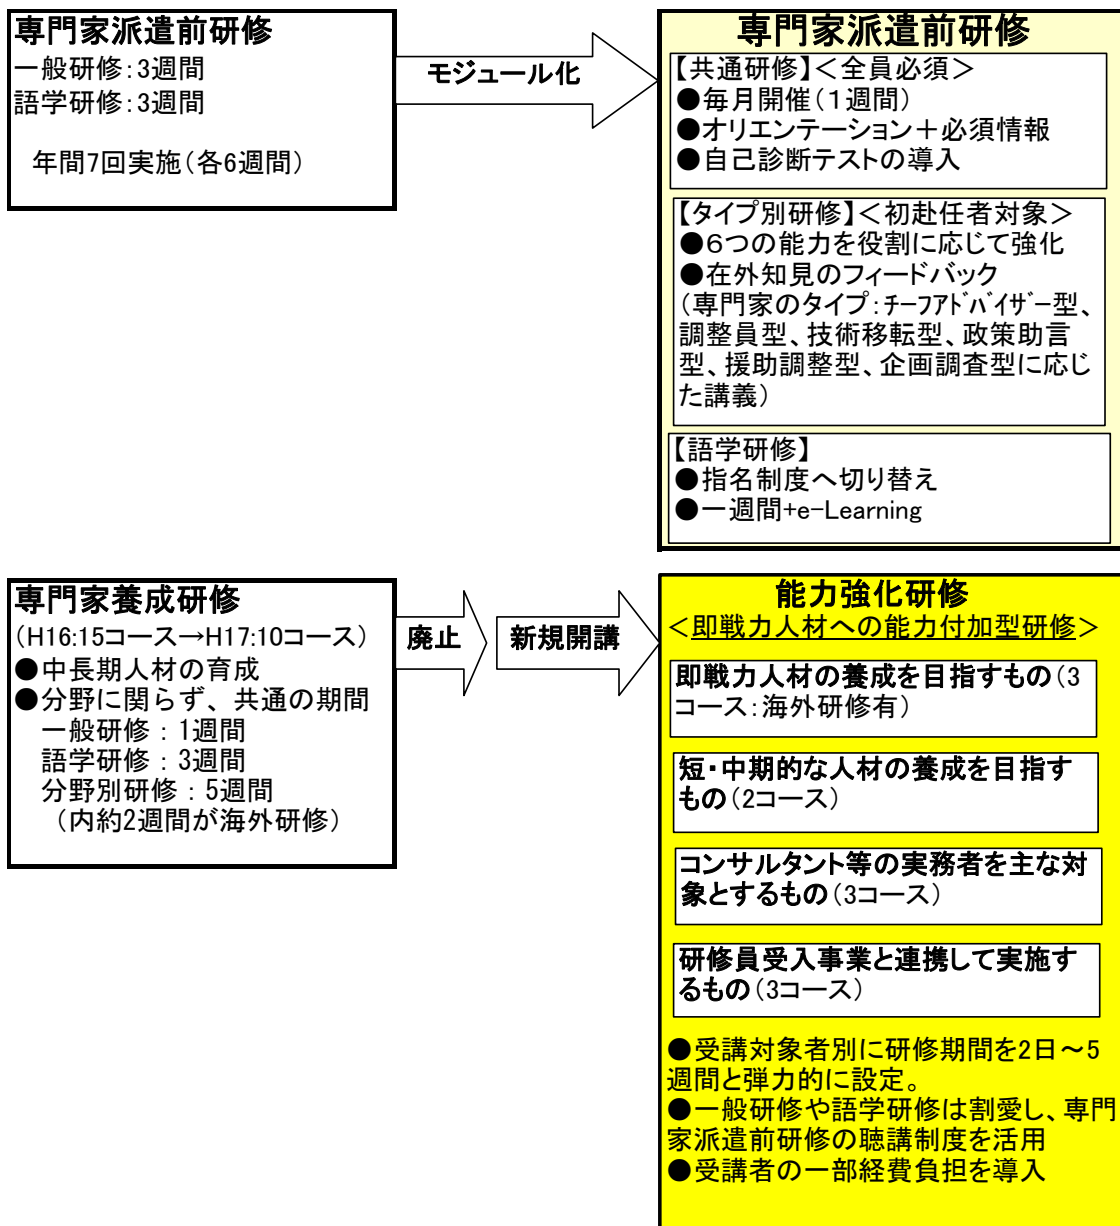 専門家派遣前研修
一般研修:3週間
語学研修:3週間
年間7回実施(各6週間)
モジュール化
専門家派遣前研修
【共通研修】<全員必須>
●毎月開催(1週間)
●オリエンテーション+必須情報
●自己診断テストの導入
【タイプ別研修】<初赴任者対象>
●6つの能力を役割に応じて強化
●在外知見のフィードバック
(専門家のタイプ:チーフアドバイザー型、
調整員型、技術移転型、政策助言
型、援助調整型、企画調査型に応じ
た講義)
【語学研修】
●指名制度へ切り替え
●一週間+e-Learning
専門家養成研修
(H16:15コース→H17:10コース)
●中長期人材の育成
●分野に関らず、共通の期間
一般研修:1週間
語学研修:3週間
分野別研修:5週間
(内約2週間が海外研修)
廃止
新規開講
能力強化研修
<即戦力人材への能力付加型研修>
即戦力人材の養成を目指すもの(3
コース:海外研修有)
短・中期的な人材の養成を目指す
もの(2コース)
コンサルタント等の実務者を主な対
象とするもの(3コース)
研修員受入事業と連携して実施す
るもの(3コース)
●受講対象者別に研修期間を2日~5
週間と弾力的に設定。
●一般研修や語学研修は割愛し、専門
家派遣前研修の聴講制度を活用
●受講者の一部経費負担を導入